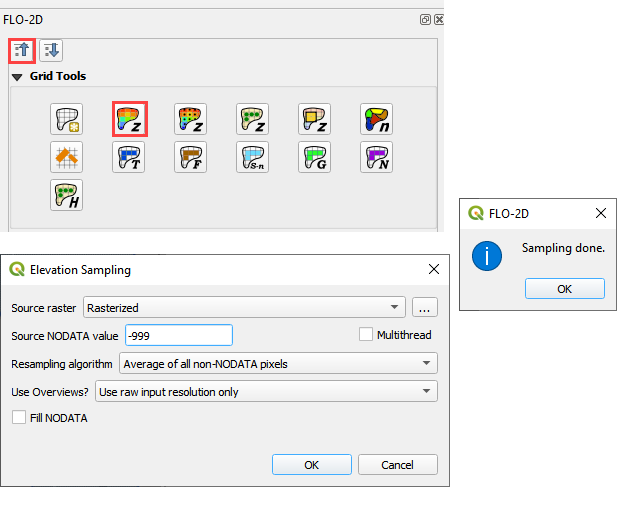 FLO-2D
Grid Tools
z
z
z
z
n
T
F
S-n
G
N
H
FLO-2D
Sampling done.
OK
Elevation Sampling
Source raster Rasterized ...
Source NODATA value -999 Multithread
Resampling algorithm Average of all non-NODATA pixels
Use Overviews? Use raw input resolution only
Fill NODATA
OK Cancel